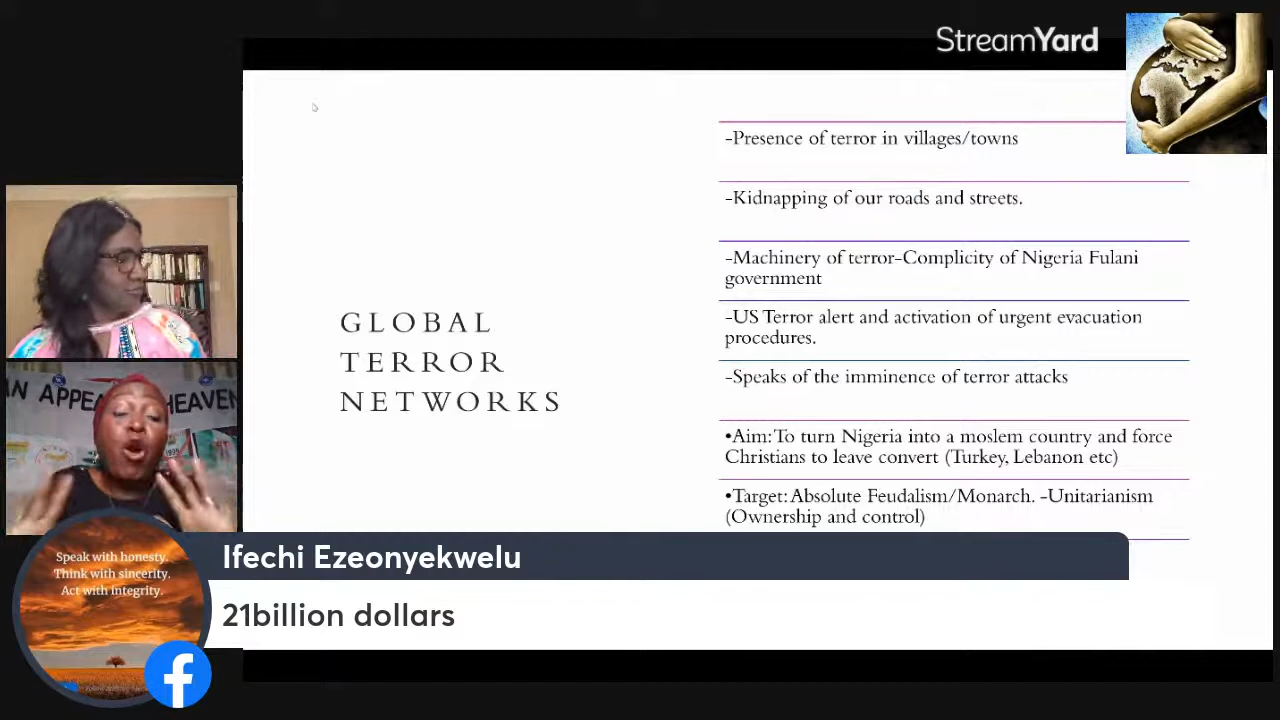 StreamYard
-Presence of terror in villages/towns
-Kidnapping of our roads and streets.
-Machinery of terror-Complicity of Nigeria Fulani
government
-US Terror alert and activation of urgent evacuation
procedures.
-Speaks of the imminence of terror attacks
•Aim: To turn Nigeria into a moslem country and force
Christians to leave convert (Turkey, Lebanon etc)
•Target: Absolute Feudalism/Monarch. -Unitarianism
(Ownership and control)
GLOBAL
TERROR
NETWORKS
AN APPEA HEAVEN
Speak with honesty.
Think with sincerity.
Act with integrity.
Ifechi Ezeonyekwelu
21billion dollars